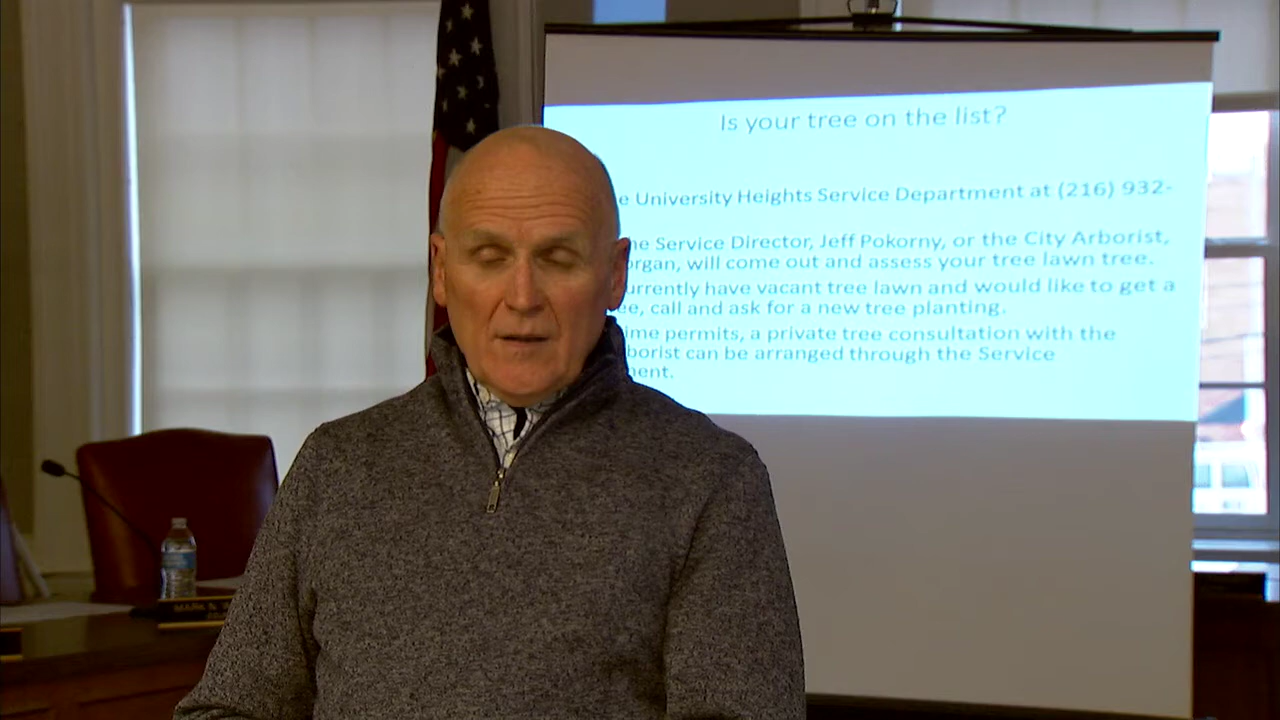 Is your tree on the list?
e University Heights Service Department at (216) 932-
he Service Director, Jeff Pokorny, or the City Arborist,
organ, will come out and assess your tree lawn tree.
urrently have vacant tree lawn and would like to get a
ee, call and ask for a new tree planting.
ime permits, a private tree consultation with the
borist can be arranged through the Service
ment.
MARK N.